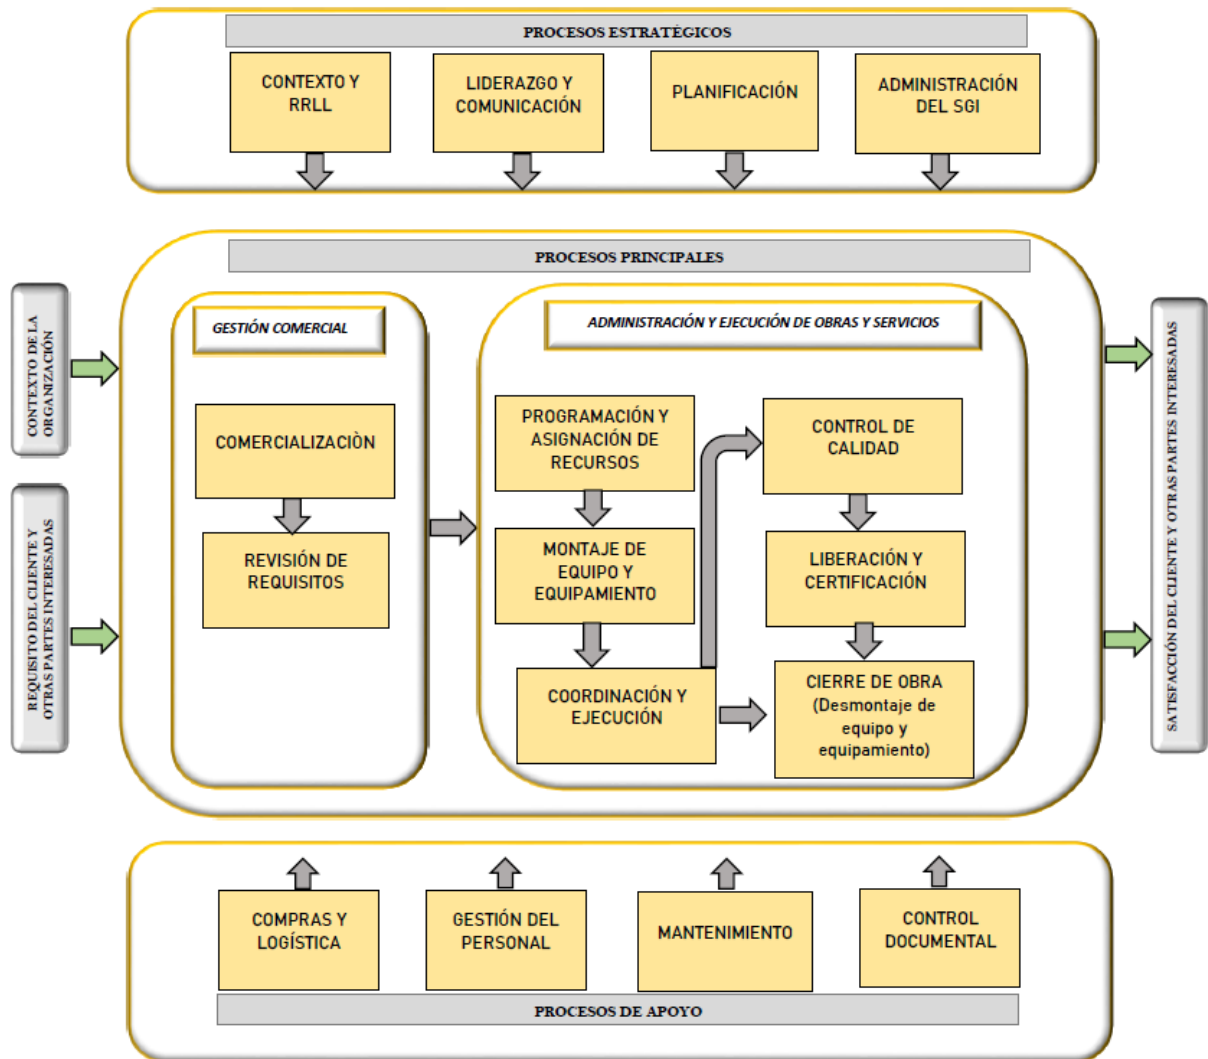 PROCESOS ESTRATÉGICOS
CONTEXTO Y
RRLL
LIDERAZGO Y
COMUNICACIÓN
PLANIFICACIÓN
ADMINISTRACIÓN
DEL SGI
PROCESOS PRINCIPALES
CONTEXTO DE LA
ORGANIZACIÓN
REQUISITO DEL CLIENTE Y
OTRAS PARTES INTERESADAS
GESTIÓN COMERCIAL
COMERCIALIZACIÒN
REVISIÓN DE
REQUISITOS
ADMINISTRACIÓN Y EJECUCIÓN DE OBRAS Y SERVICIOS
PROGRAMACIÓN Y
ASIGNACIÓN DE
RECURSOS
MONTAJE DE
EQUIPO Y
EQUIPAMIENTO
COORDINACIÓN Y
EJECUCIÓN
CONTROL DE
CALIDAD
LIBERACIÓN Y
CERTIFICACIÓN
CIERRE DE OBRA
(Desmontaje de
equipo y
equipamiento)
SATISFACCIÓN DEL CLIENTE Y OTRAS PARTES INTERESADAS
COMPRAS Y
LOGÍSTICA
GESTIÓN DEL
PERSONAL
MANTENIMIENTO
CONTROL
DOCUMENTAL
PROCESOS DE APOYO